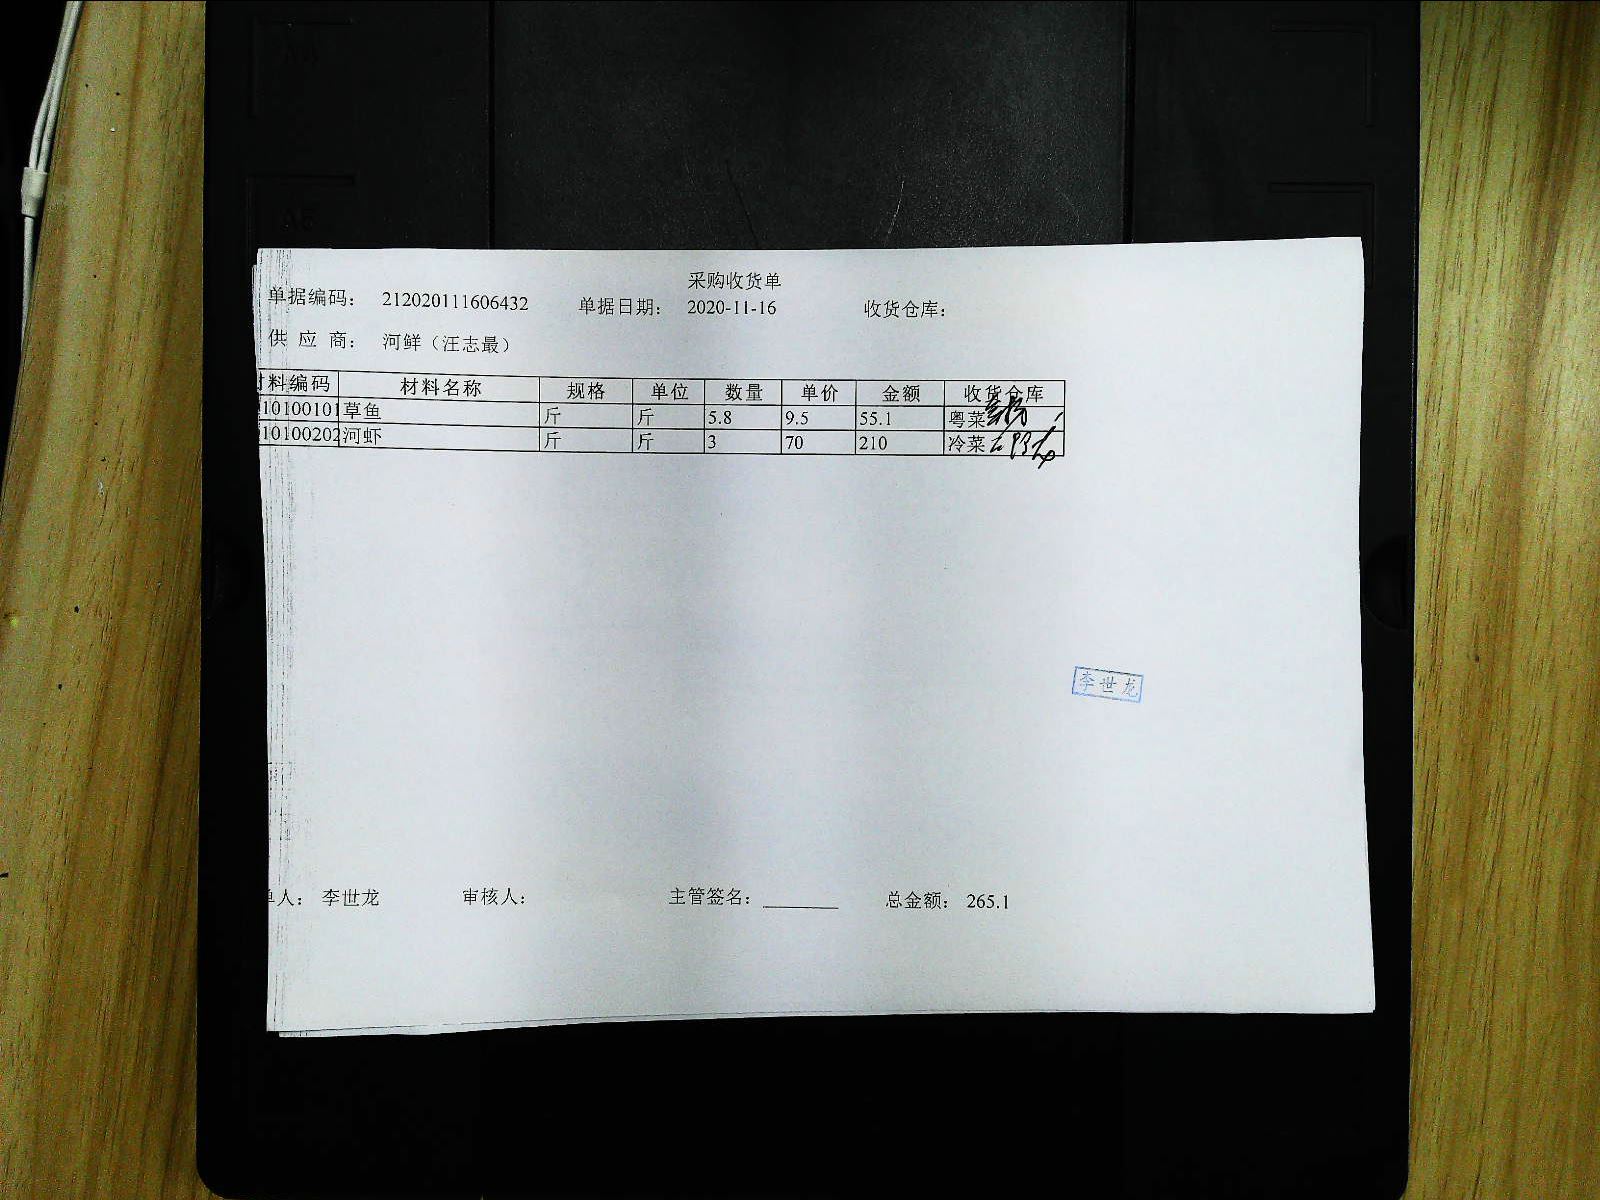 采购收货单
单据编码： 212020111606432 单据日期： 2020-11-16 收货仓库：
供 应 商： 河鲜（汪志最）
材料编码 材料名称 规格 单位 数量 单价 金额 收货仓库
10100101 草鱼 斤 斤 5.8 9.5 55.1 粤菜
10100202 河虾 斤 斤 3 70 210 冷菜
李世龙
单人： 李世龙 审核人： 主管签名： 总金额： 265.1